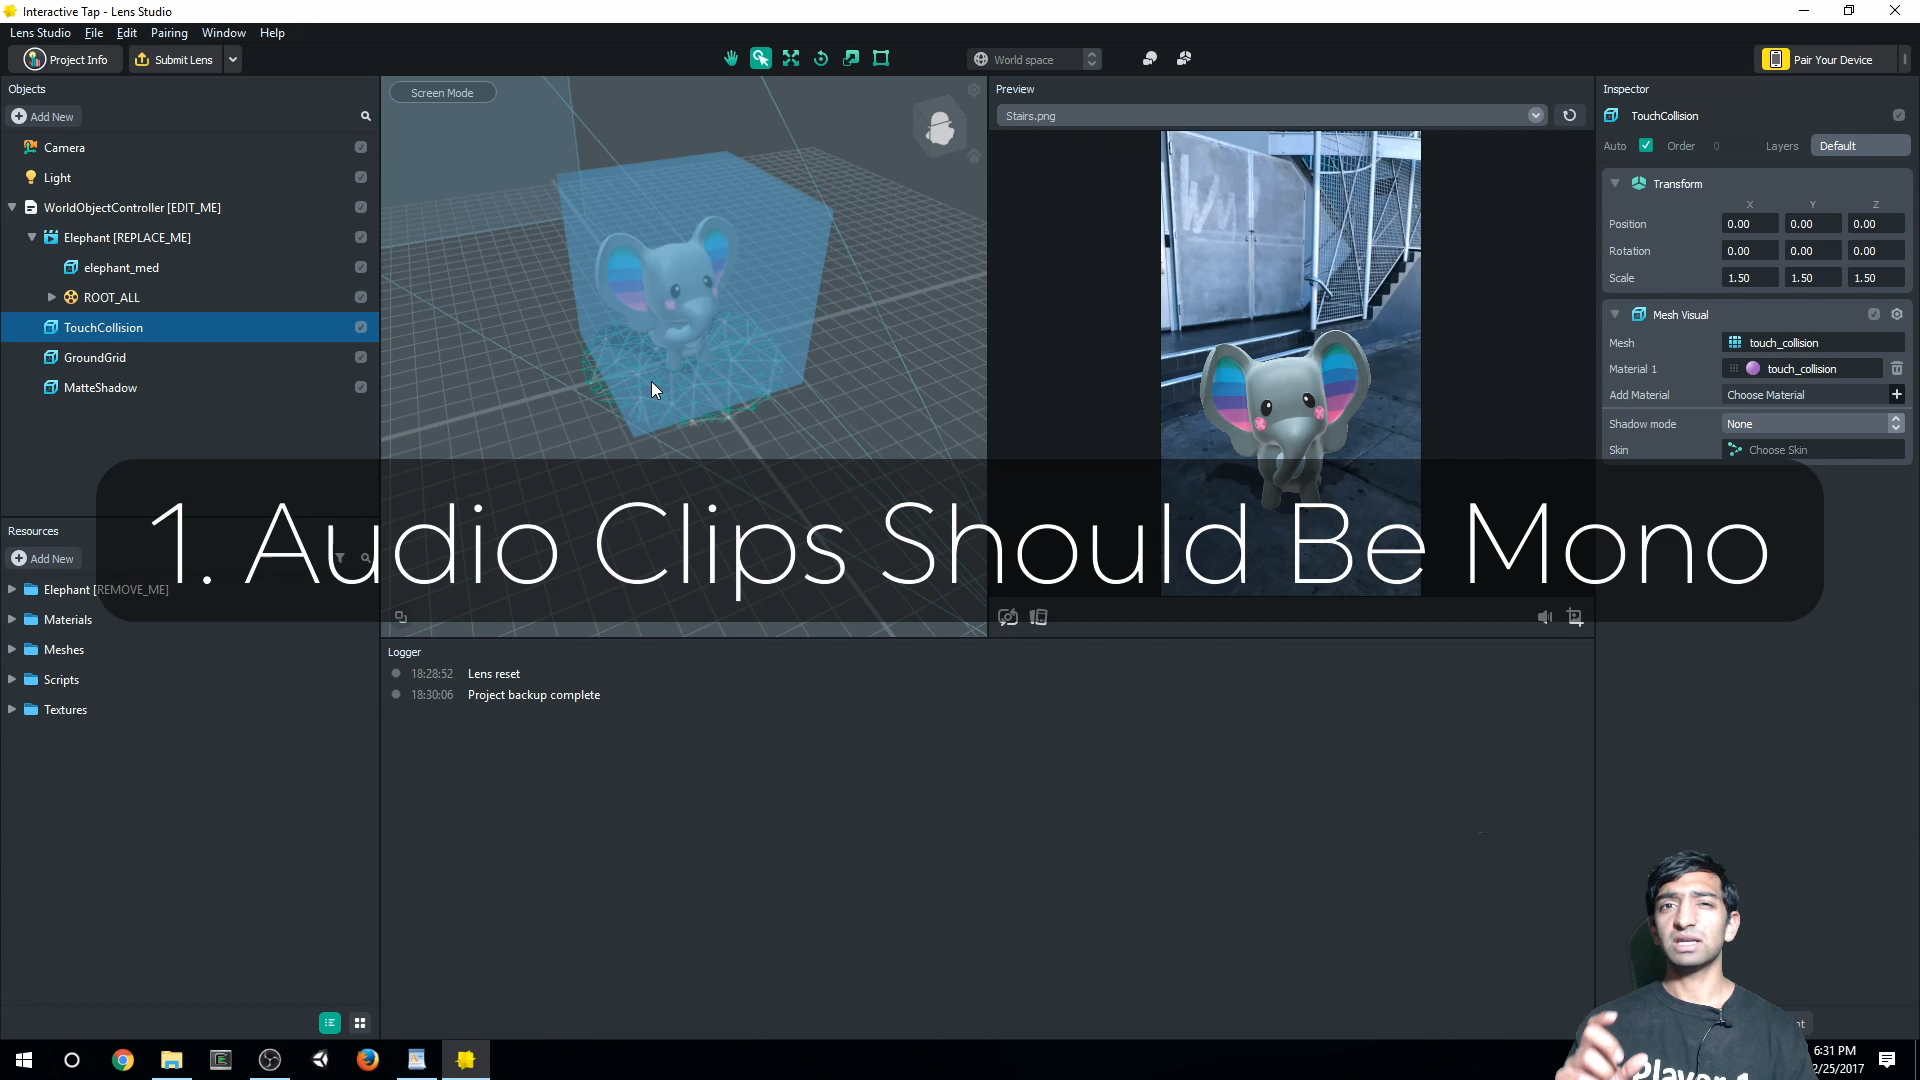 Interactive Tap - Lens Studio
Lens Studio File Edit Pairing Window Help
Project Info Submit Lens World space Pair Your Device
Objects
Add New
Camera
Light
WorldObjectController [EDIT_ME]
Elephant [REPLACE_ME]
elephant_med
ROOT_ALL
TouchCollision
GroundGrid
MatteShadow
Screen Mode
Preview
Stairs.png
Inspector
TouchCollision
Auto Order 0 Layers Default
Transform
X Y Z
Position 0.00 0.00 0.00
Rotation 0.00 0.00 0.00
Scale 1.50 1.50 1.50
Mesh Visual
Mesh touch_collision
Material 1 touch_collision
Add Material Choose Material +
Shadow mode None
Skin Choose Skin
1. Audio Clips Should Be Mono
Resources
Add New
Elephant [REMOVE_ME]
Materials
Meshes
Scripts
Textures
Logger
18:28:52 Lens reset
18:30:06 Project backup complete
Player 1
6:31 PM
2/25/2017